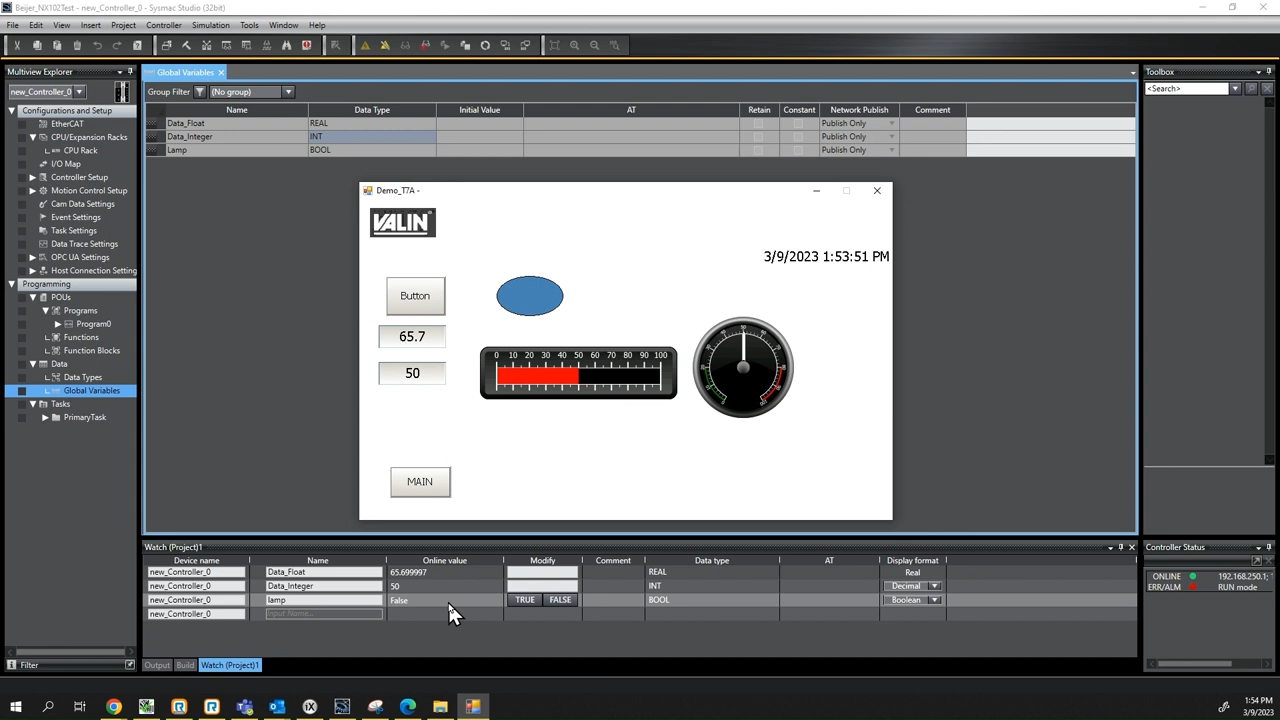 Beijer_NX102Test - new_Controller_0 - Sysmac Studio (32bit)
File Edit View Insert Project Controller Simulation Tools Window Help
Multiview Explorer
new_Controller_0
Configurations and Setup
EtherCAT
CPU/Expansion Racks
CPU Rack
I/O Map
Controller Setup
Motion Control Setup
Cam Data Settings
Event Settings
Task Settings
Data Trace Settings
OPC UA Settings
Host Connection Setting
Programming
POUs
Programs
Program0
Functions
Function Blocks
Data
Data Types
Global Variables
Tasks
PrimaryTask
Filter
Global Variables
Group Filter (No group)
Name Data Type Initial Value AT Retain Constant Network Publish Comment
Data_Float REAL Publish Only
Data_Integer INT Publish Only
Lamp BOOL Publish Only
Demo_T7A -
VALIN
3/9/2023 1:53:51 PM
Button
65.7
50
0 10 20 30 40 50 60 70 80 90 100
MAIN
Watch (Project)1
Device name Name Online value Modify Comment Data type AT Display format
new_Controller_0 Data_Float 65.699997 REAL Real
new_Controller_0 Data_Integer 50 INT Decimal
new_Controller_0 lamp False TRUE FALSE BOOL Boolean
new_Controller_0 Input Name...
Output Build Watch (Project)1
Toolbox
<Search>
Controller Status
ONLINE 192.168.250.1;
ERR/ALM RUN mode
1:54 PM
3/9/2023